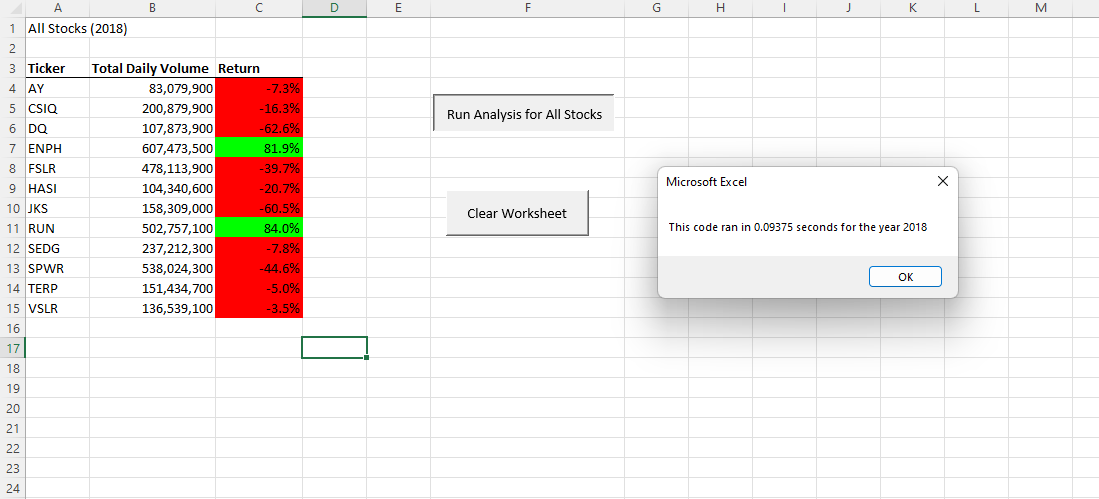 A B C D E F G H I J K L M
1 All Stocks (2018)
2
3 Ticker Total Daily Volume Return
4 AY 83,079,900 -7.3%
5 CSIQ 200,879,900 -16.3%
6 DQ 107,873,900 -62.6%
7 ENPH 607,473,500 81.9%
8 FSLR 478,113,900 -39.7%
9 HASI 104,340,600 -20.7%
10 JKS 158,309,000 -60.5%
11 RUN 502,757,100 84.0%
12 SEDG 237,212,300 -7.8%
13 SPWR 538,024,300 -44.6%
14 TERP 151,434,700 -5.0%
15 VSLR 136,539,100 -3.5%
16
17
18
19
20
21
22
23
24
Run Analysis for All Stocks
Clear Worksheet
Microsoft Excel
This code ran in 0.09375 seconds for the year 2018
OK